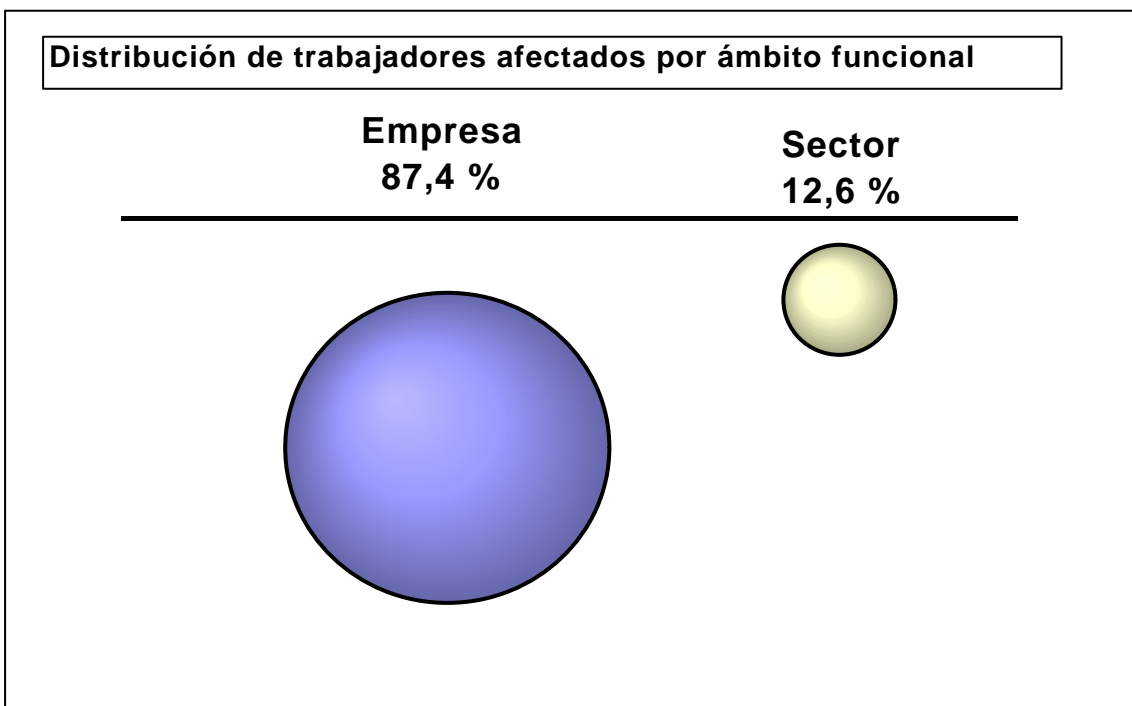 Distribución de trabajadores afectados por ámbito funcional
Empresa
87,4 %
Sector
12,6 %